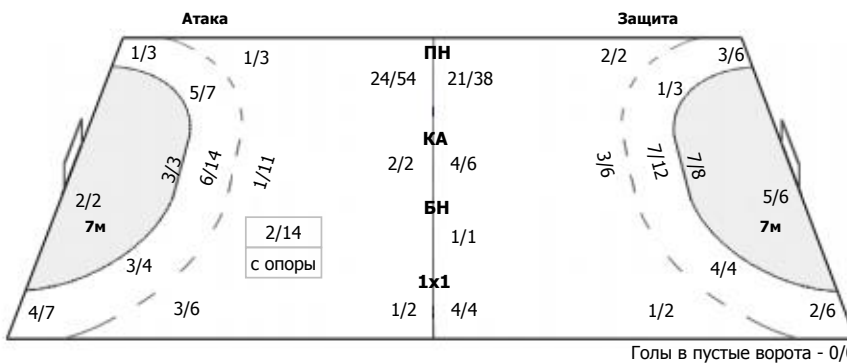 Атака Защита
1/3 1/3 ПН 2/2 3/6
24/54 21/38
5/7 1/3
КА
3/3 6/14 1/11 2/2 4/6 3/6 7/12 7/8
2/2 БН 5/6
7м 7м
2/14 1/1
с опоры
3/4 4/4
1x1
4/7 3/6 1/2 4/4 1/2 2/6
Голы в пустые ворота -